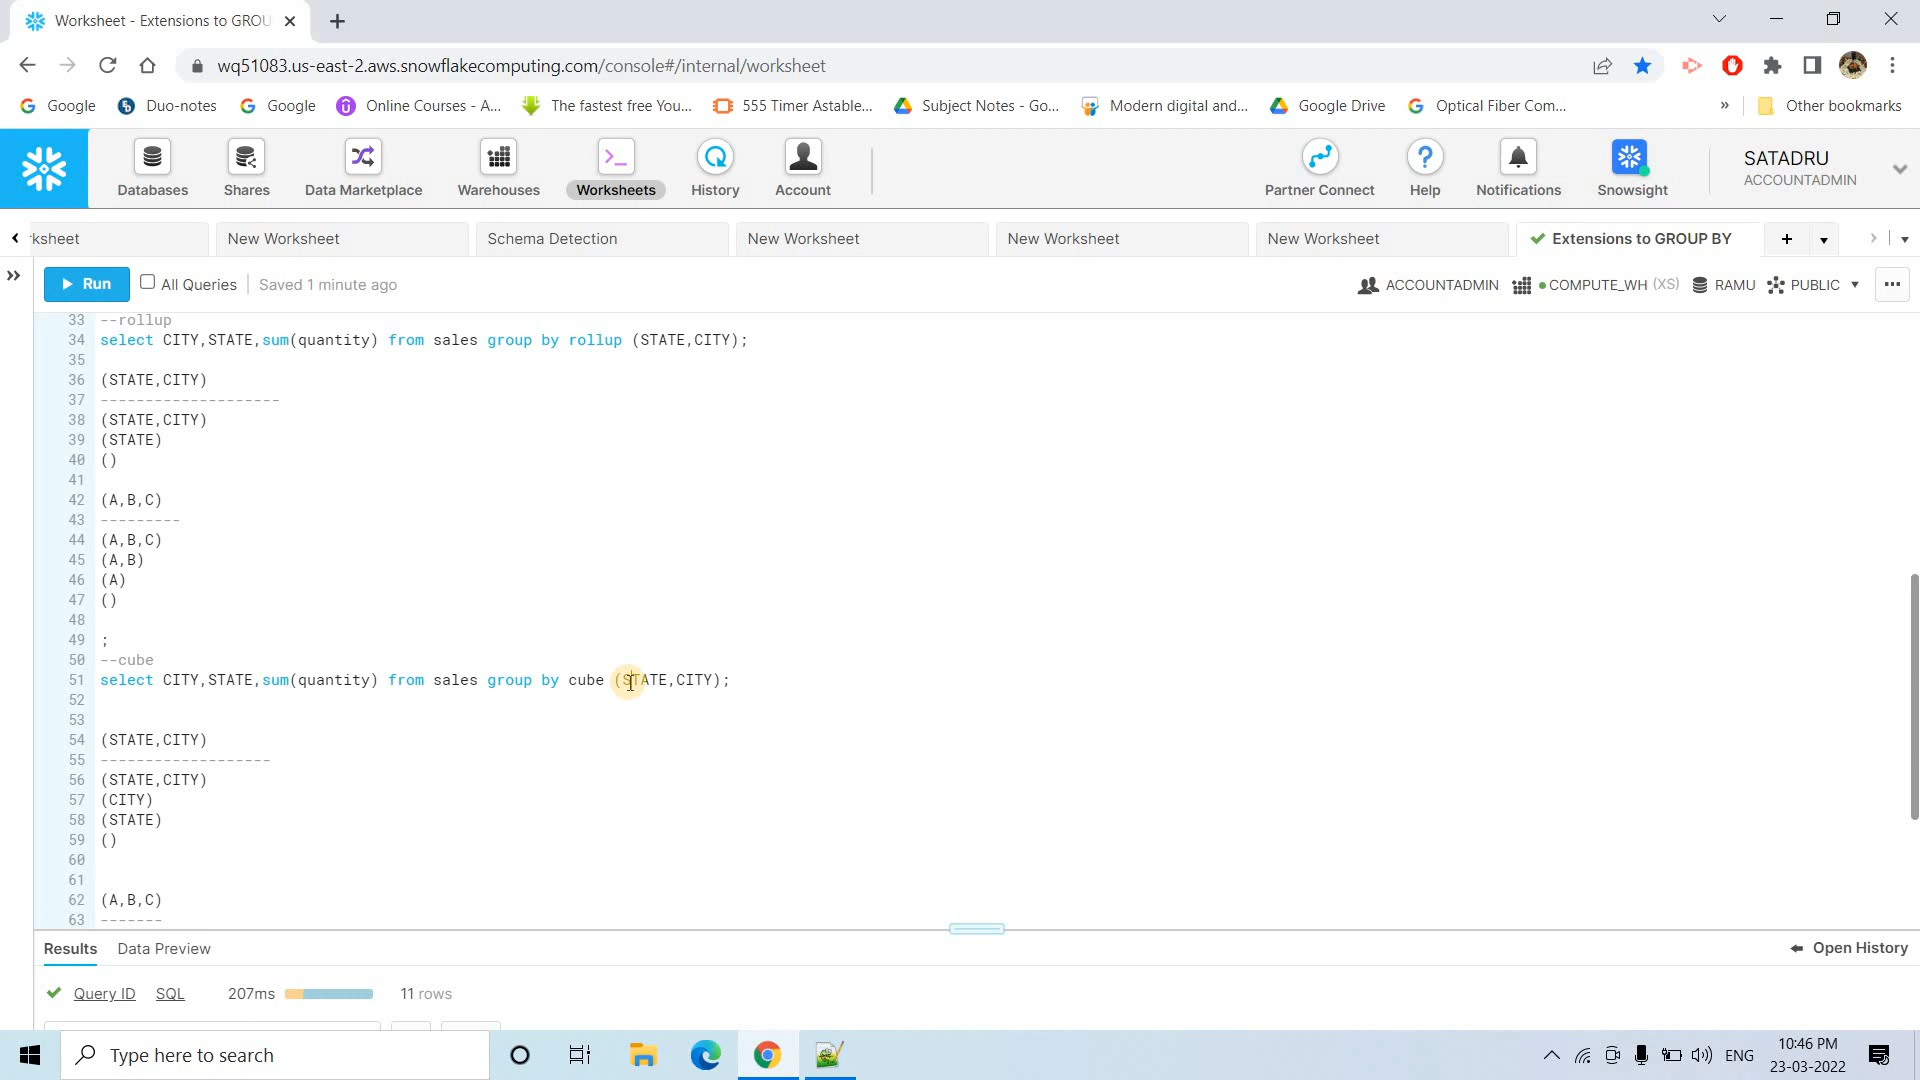 Worksheet - Extensions to GROU
wq51083.us-east-2.aws.snowflakecomputing.com/console#/internal/worksheet
Google
Duo-notes
Google
Online Courses - A...
The fastest free You...
555 Timer Astable...
Subject Notes - Go...
Modern digital and...
Google Drive
Optical Fiber Com...
»
Other bookmarks
Databases
Shares
Data Marketplace
Warehouses
Worksheets
History
Account
Partner Connect
Help
Notifications
Snowsight
SATADRU
ACCOUNTADMIN
rksheet
New Worksheet
Schema Detection
New Worksheet
New Worksheet
New Worksheet
Extensions to GROUP BY
Run
All Queries
Saved 1 minute ago
ACCOUNTADMIN
COMPUTE_WH (XS)
RAMU
PUBLIC
33 --rollup
34 select CITY,STATE,sum(quantity) from sales group by rollup (STATE,CITY);
35
36 (STATE,CITY)
37 --------------------
38 (STATE,CITY)
39 (STATE)
40 ()
41
42 (A,B,C)
43 ---------
44 (A,B,C)
45 (A,B)
46 (A)
47 ()
48
49 ;
50 --cube
51 select CITY,STATE,sum(quantity) from sales group by cube (STATE,CITY);
52
53
54 (STATE,CITY)
55 -------------------
56 (STATE,CITY)
57 (CITY)
58 (STATE)
59 ()
60
61
62 (A,B,C)
63 -------
Results
Data Preview
Open History
Query ID
SQL
207ms
11 rows
Type here to search
ENG
10:46 PM
23-03-2022